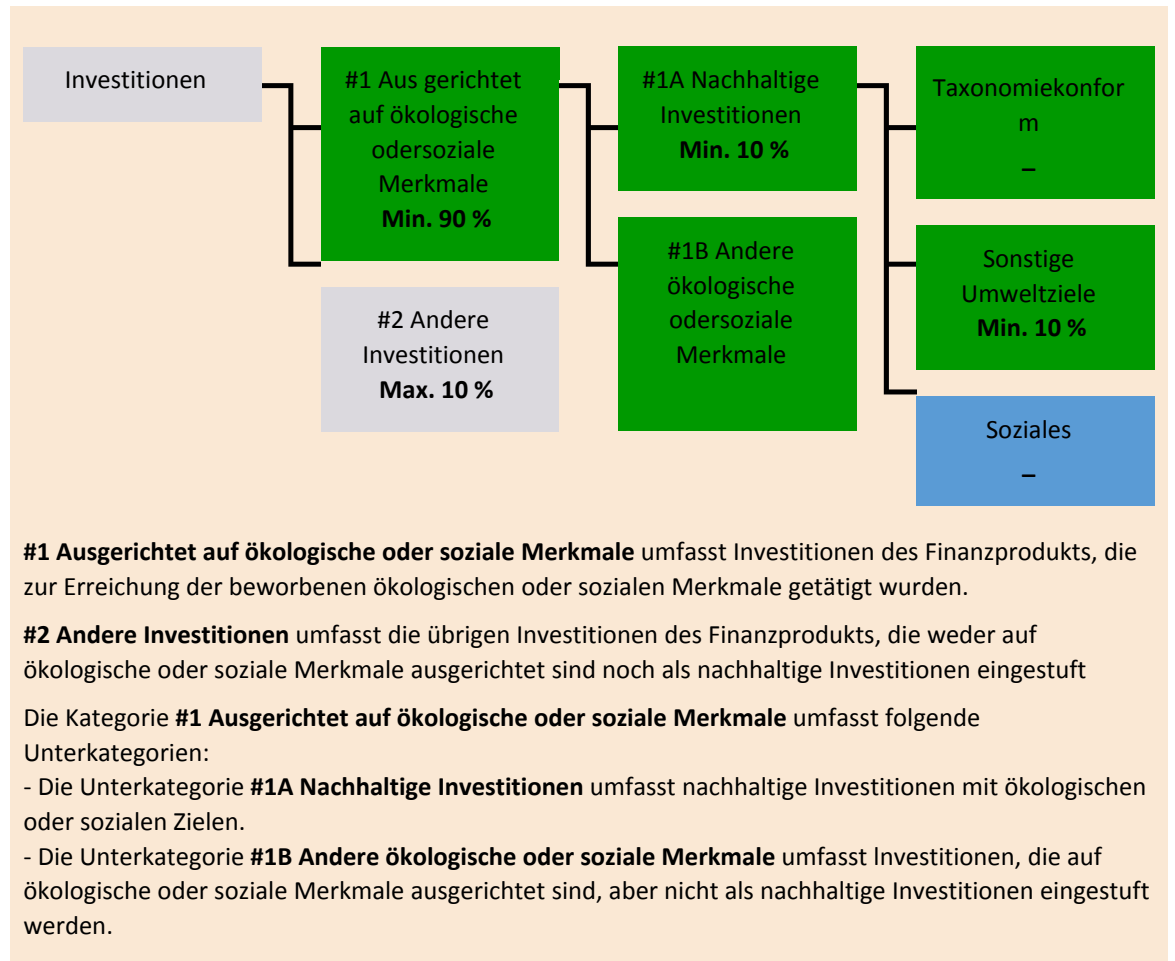 Investitionen
#1 Aus gerichtet
auf ökologische
odersoziale
Merkmale
Min. 90 %
#2 Andere
Investitionen
Max. 10 %
#1A Nachhaltige
Investitionen
Min. 10 %
#1B Andere
ökologische
odersoziale
Merkmale
Taxonomiekonfor
m
–
Sonstige
Umweltziele
Min. 10 %
Soziales
–
#1 Ausgerichtet auf ökologische oder soziale Merkmale umfasst Investitionen des Finanzprodukts, die
zur Erreichung der beworbenen ökologischen oder sozialen Merkmale getätigt wurden.
#2 Andere Investitionen umfasst die übrigen Investitionen des Finanzprodukts, die weder auf
ökologische oder soziale Merkmale ausgerichtet sind noch als nachhaltige Investitionen eingestuft
Die Kategorie #1 Ausgerichtet auf ökologische oder soziale Merkmale umfasst folgende
Unterkategorien:
- Die Unterkategorie #1A Nachhaltige Investitionen umfasst nachhaltige Investitionen mit ökologischen
oder sozialen Zielen.
- Die Unterkategorie #1B Andere ökologische oder soziale Merkmale umfasst lnvestitionen, die auf
ökologische oder soziale Merkmale ausgerichtet sind, aber nicht als nachhaltige Investitionen eingestuft
werden.